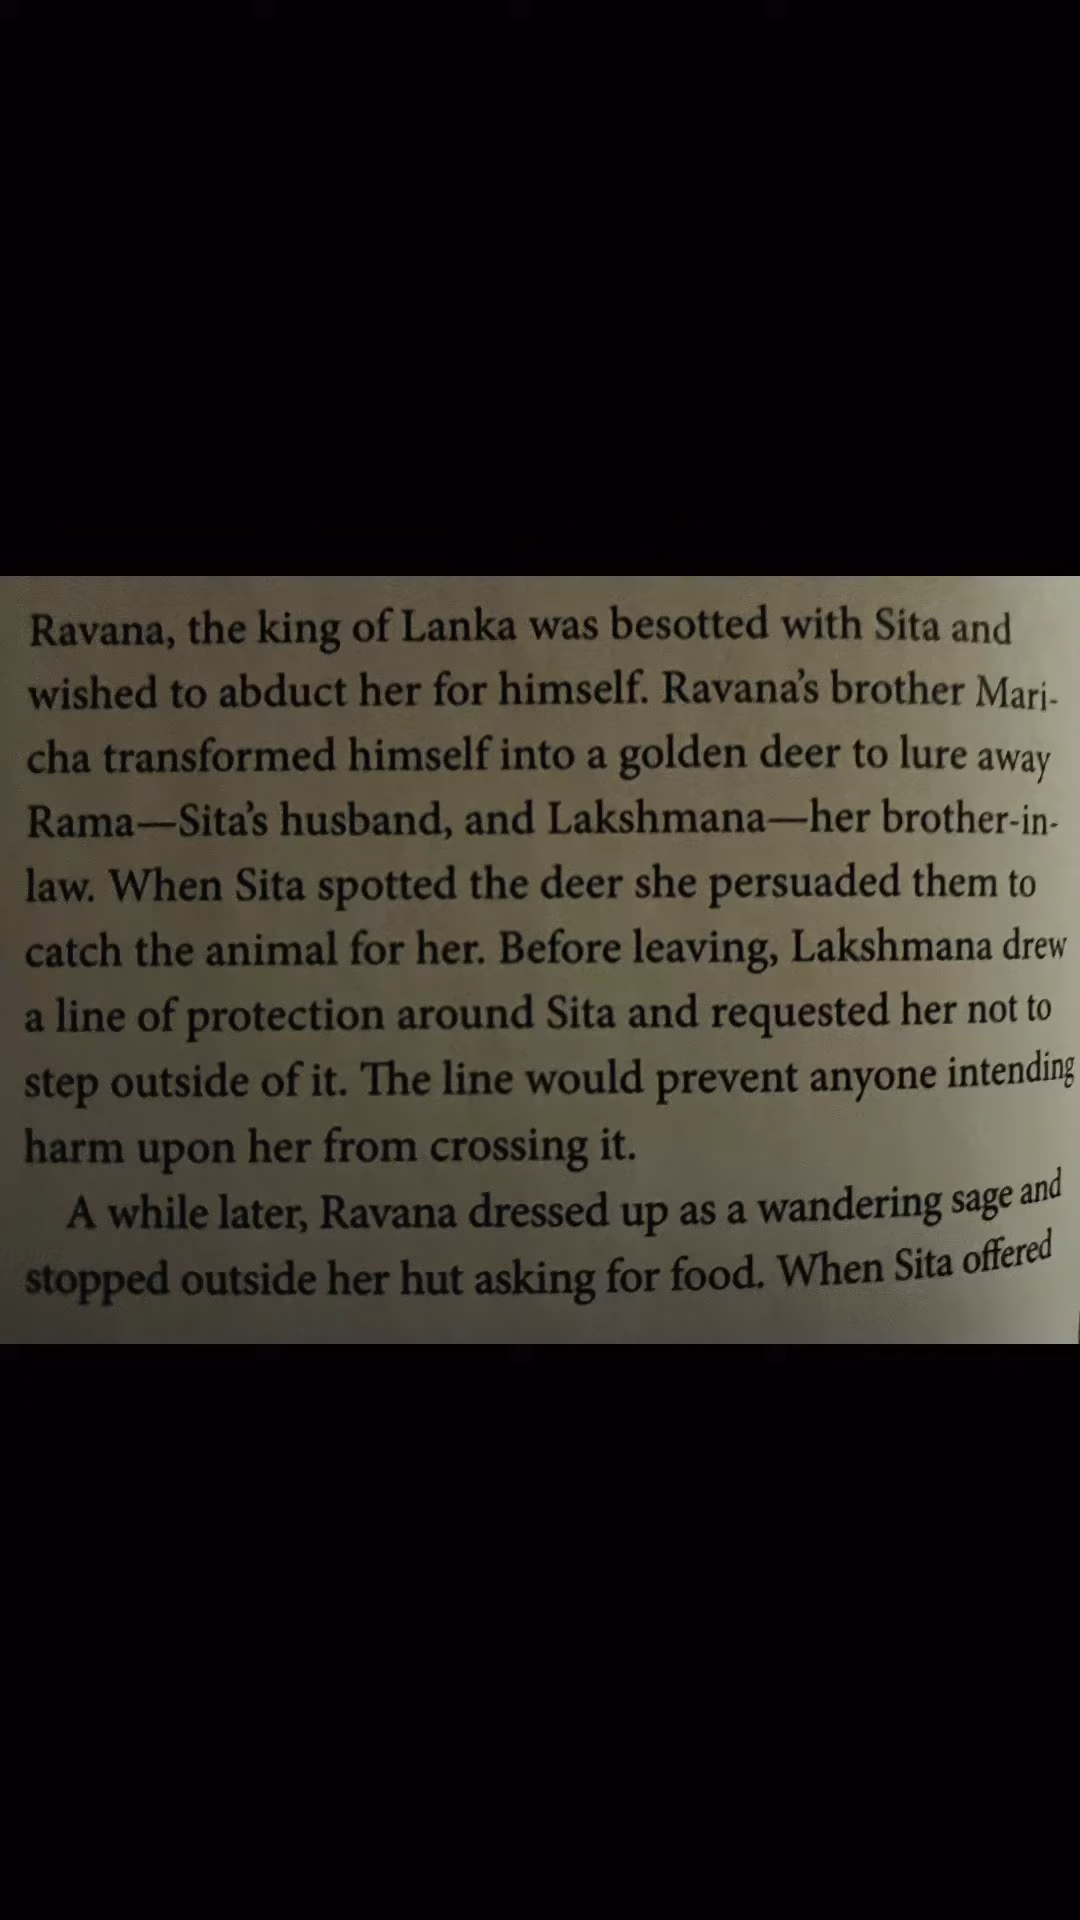 Ravana, the king of Lanka was besotted with Sita and
wished to abduct her for himself. Ravana’s brother Mari-
cha transformed himself into a golden deer to lure away
Rama—Sita’s husband, and Lakshmana—her brother-in-
law. When Sita spotted the deer she persuaded them to
catch the animal for her. Before leaving, Lakshmana drew
a line of protection around Sita and requested her not to
step outside of it. The line would prevent anyone intending
harm upon her from crossing it.
A while later, Ravana dressed up as a wandering sage and
stopped outside her hut asking for food. When Sita offered